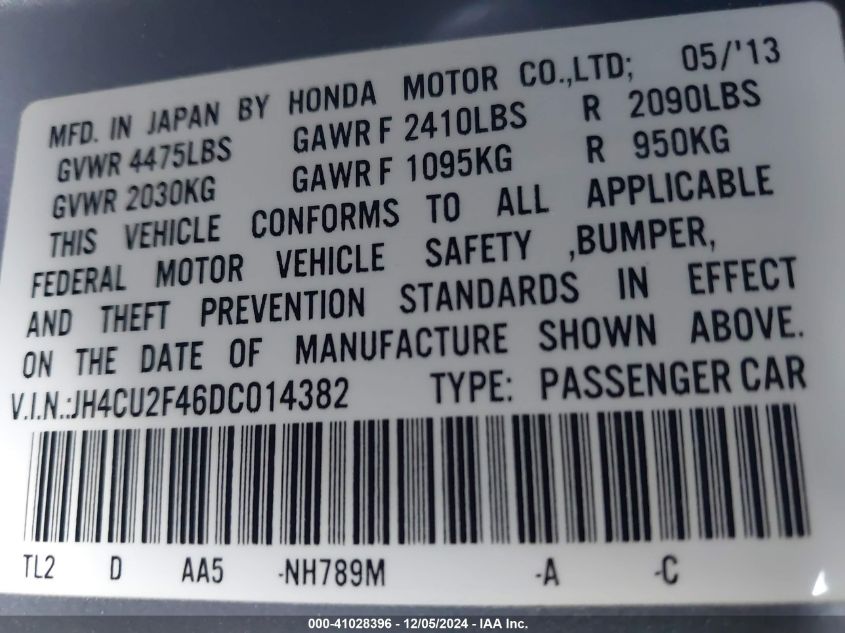 MFD. IN JAPAN BY HONDA MOTOR CO.,LTD; 05/'13
GVWR 4475LBS GAWR F 2410LBS R 2090LBS
GVWR 2030KG GAWR F 1095KG R 950KG
THIS VEHICLE CONFORMS TO ALL APPLICABLE
FEDERAL MOTOR VEHICLE SAFETY ,BUMPER,
AND THEFT PREVENTION STANDARDS IN EFFECT
ON THE DATE OF MANUFACTURE SHOWN ABOVE.
V.I.N.:JH4CU2F46DC014382 TYPE: PASSENGER CAR
TL2 D AA5 -NH789M -A -C
000-41028396 - 12/05/2024 - IAA Inc.